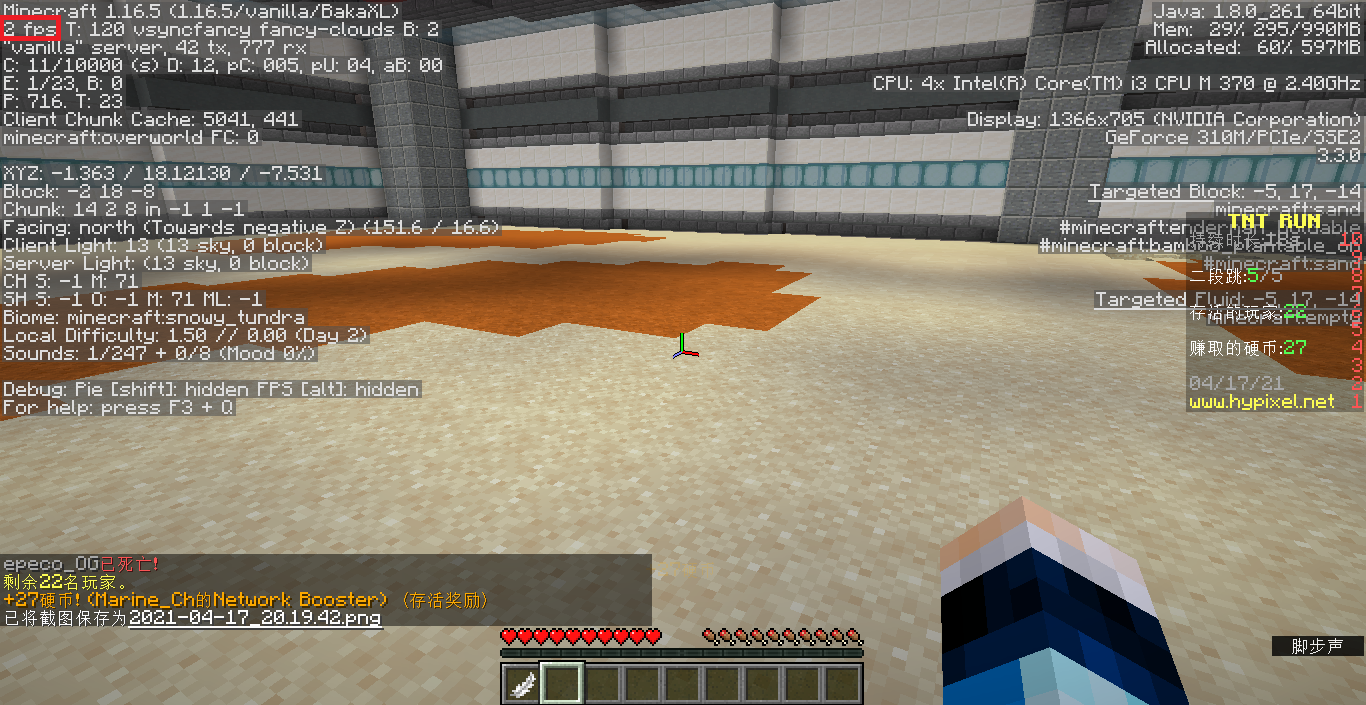 Minecraft 1.16.5 (1.16.5/vanilla/BakaXL)
2 fps T: 120 vsyncfancy fancy-clouds B: 2
"vanilla" server, 42 tx, 777 rx
C: 11/10000 (s) D: 12, pC: 005, pU: 04, aB: 00
E: 1/23, B: 0
P: 716. T: 23
Client Chunk Cache: 5041, 441
minecraft:overworld FC: 0
XYZ: -1.363 / 18.12130 / -7.531
Block: -2 18 -8
Chunk: 14 2 8 in -1 1 -1
Facing: north (Towards negative Z) (151.6 / 16.6)
Client Light: 13 (13 sky, 0 block)
Server Light: (13 sky, 0 block)
CH S: -1 M: 71
SH S: -1 O: -1 M: 71 ML: -1
Biome: minecraft:snowy_tundra
Local Difficulty: 1.50 // 0.00 (Day 2)
Sounds: 1/247 + 0/8 (Mood 0%)
Debug: Pie [shift]: hidden FPS [alt]: hidden
For help: press F3 + Q
Java: 1.8.0_261 64bit
Mem: 29% 295/990MB
Allocated: 60% 597MB
CPU: 4x Intel(R) Core(TM) i3 CPU M 370 @ 2.40GHz
Display: 1366x705 (NVIDIA Corporation)
GeForce 310M/PCIe/SSE2
3.3.0
Targeted Block: -5, 17, -14
minecraft:sand
TNT RUN
10
9
#minecraft:sand
8
二段跳:5/5
7
Targeted Fluid: -5, 17, -14
存活的玩家:22
minecraft:empty
5
赚取的硬币:27
4
3
04/17/21
2
www.hypixel.net
1
epeco_OG已死亡!
剩余22名玩家。
+27硬币! (Marine_Ch的Network Booster) (存活奖励)
已将截图保存为2021-04-17_20.19.42.png
脚步声